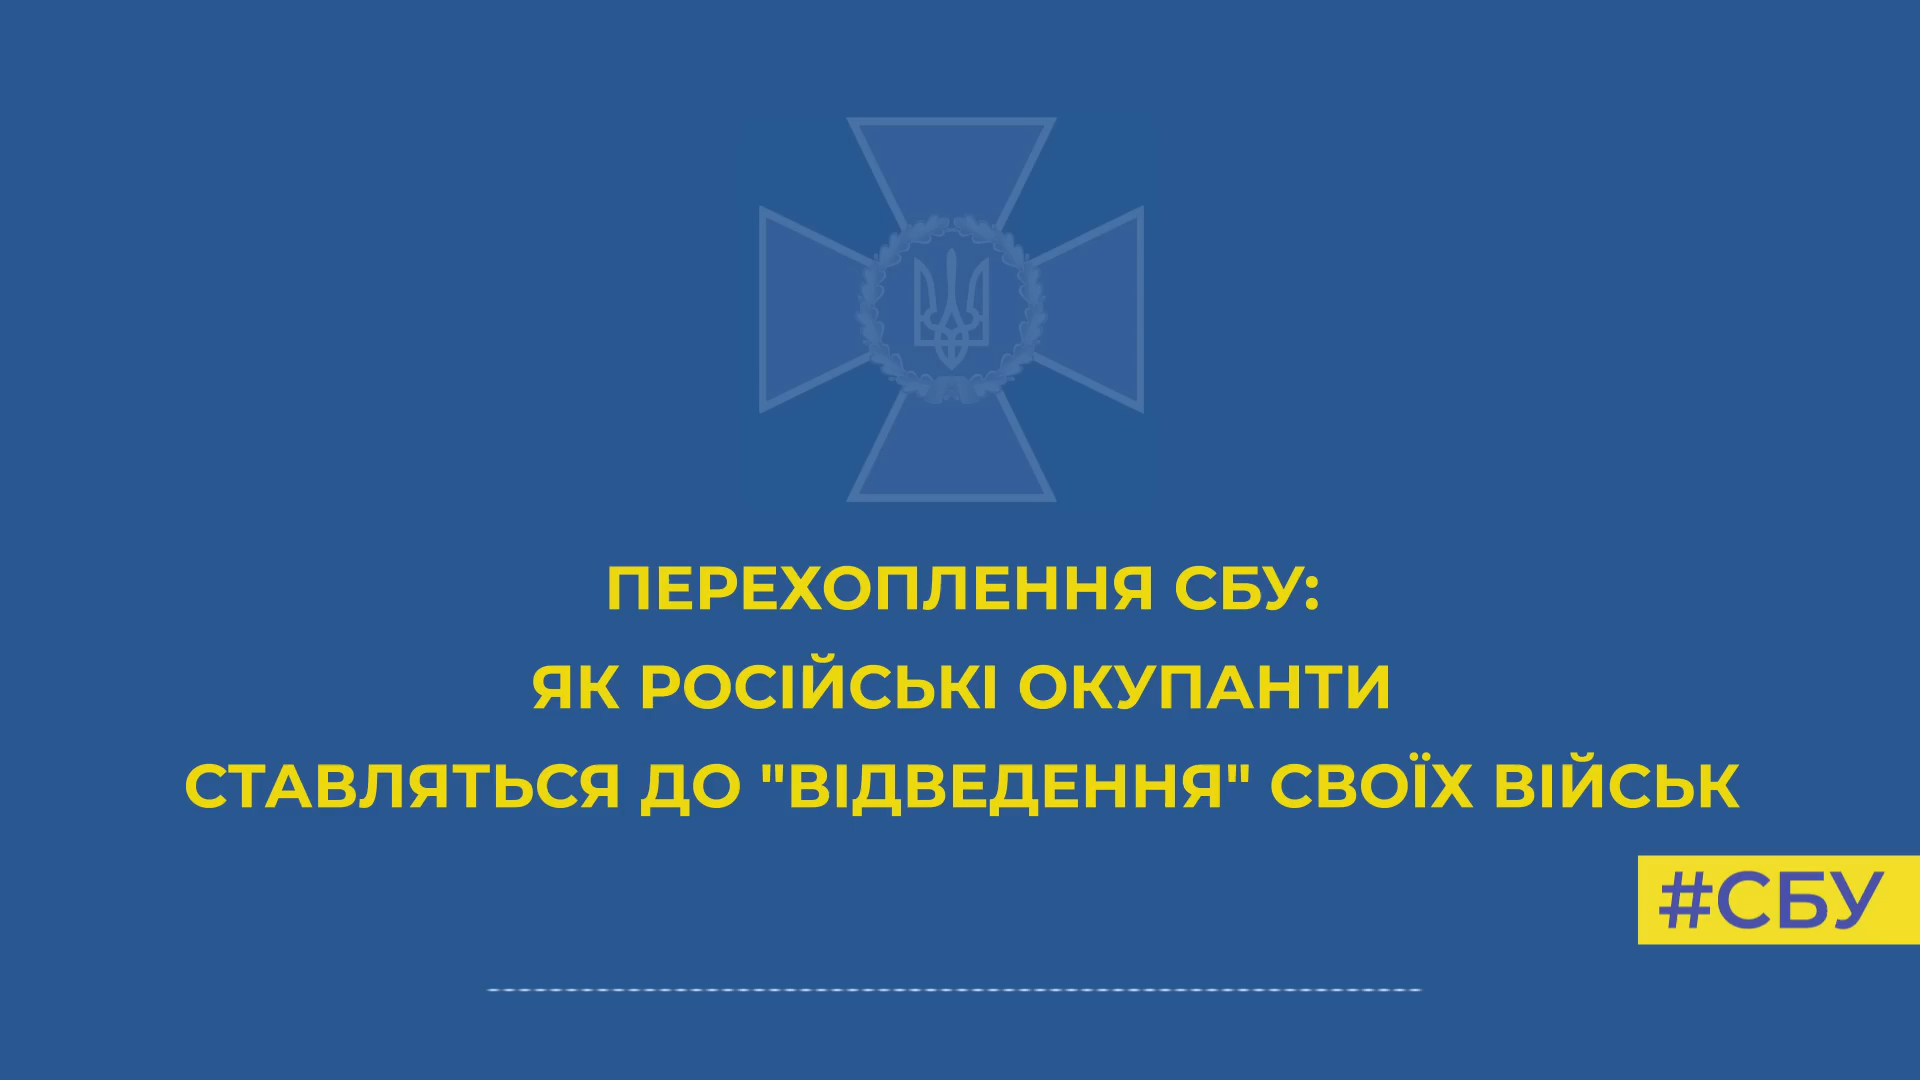 ПЕРЕХОПЛЕННЯ СБУ:
ЯК РОСІЙСЬКІ ОКУПАНТИ
СТАВЛЯТЬСЯ ДО "ВІДВЕДЕННЯ" СВОЇХ ВІЙСЬК
#СБУ